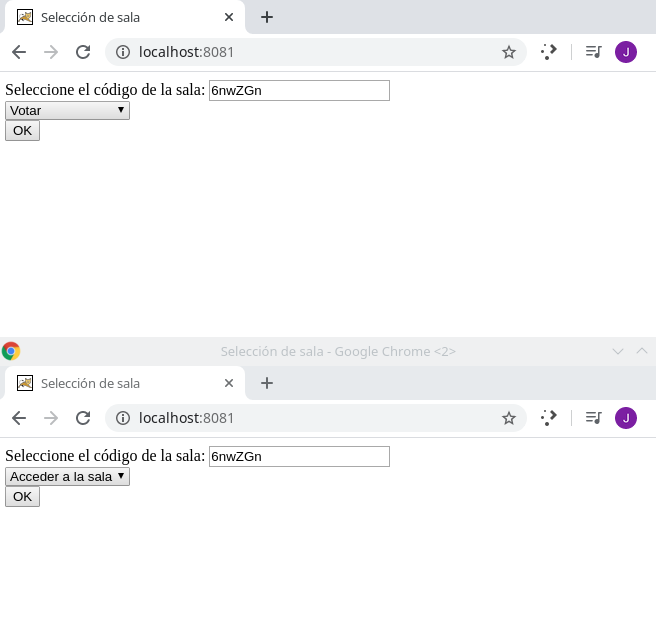 Selección de sala
localhost:8081
J
Seleccione el código de la sala: 6nwZGn
Votar
OK
Selección de sala - Google Chrome <2>
Selección de sala
localhost:8081
J
Seleccione el código de la sala: 6nwZGn
Acceder a la sala
OK